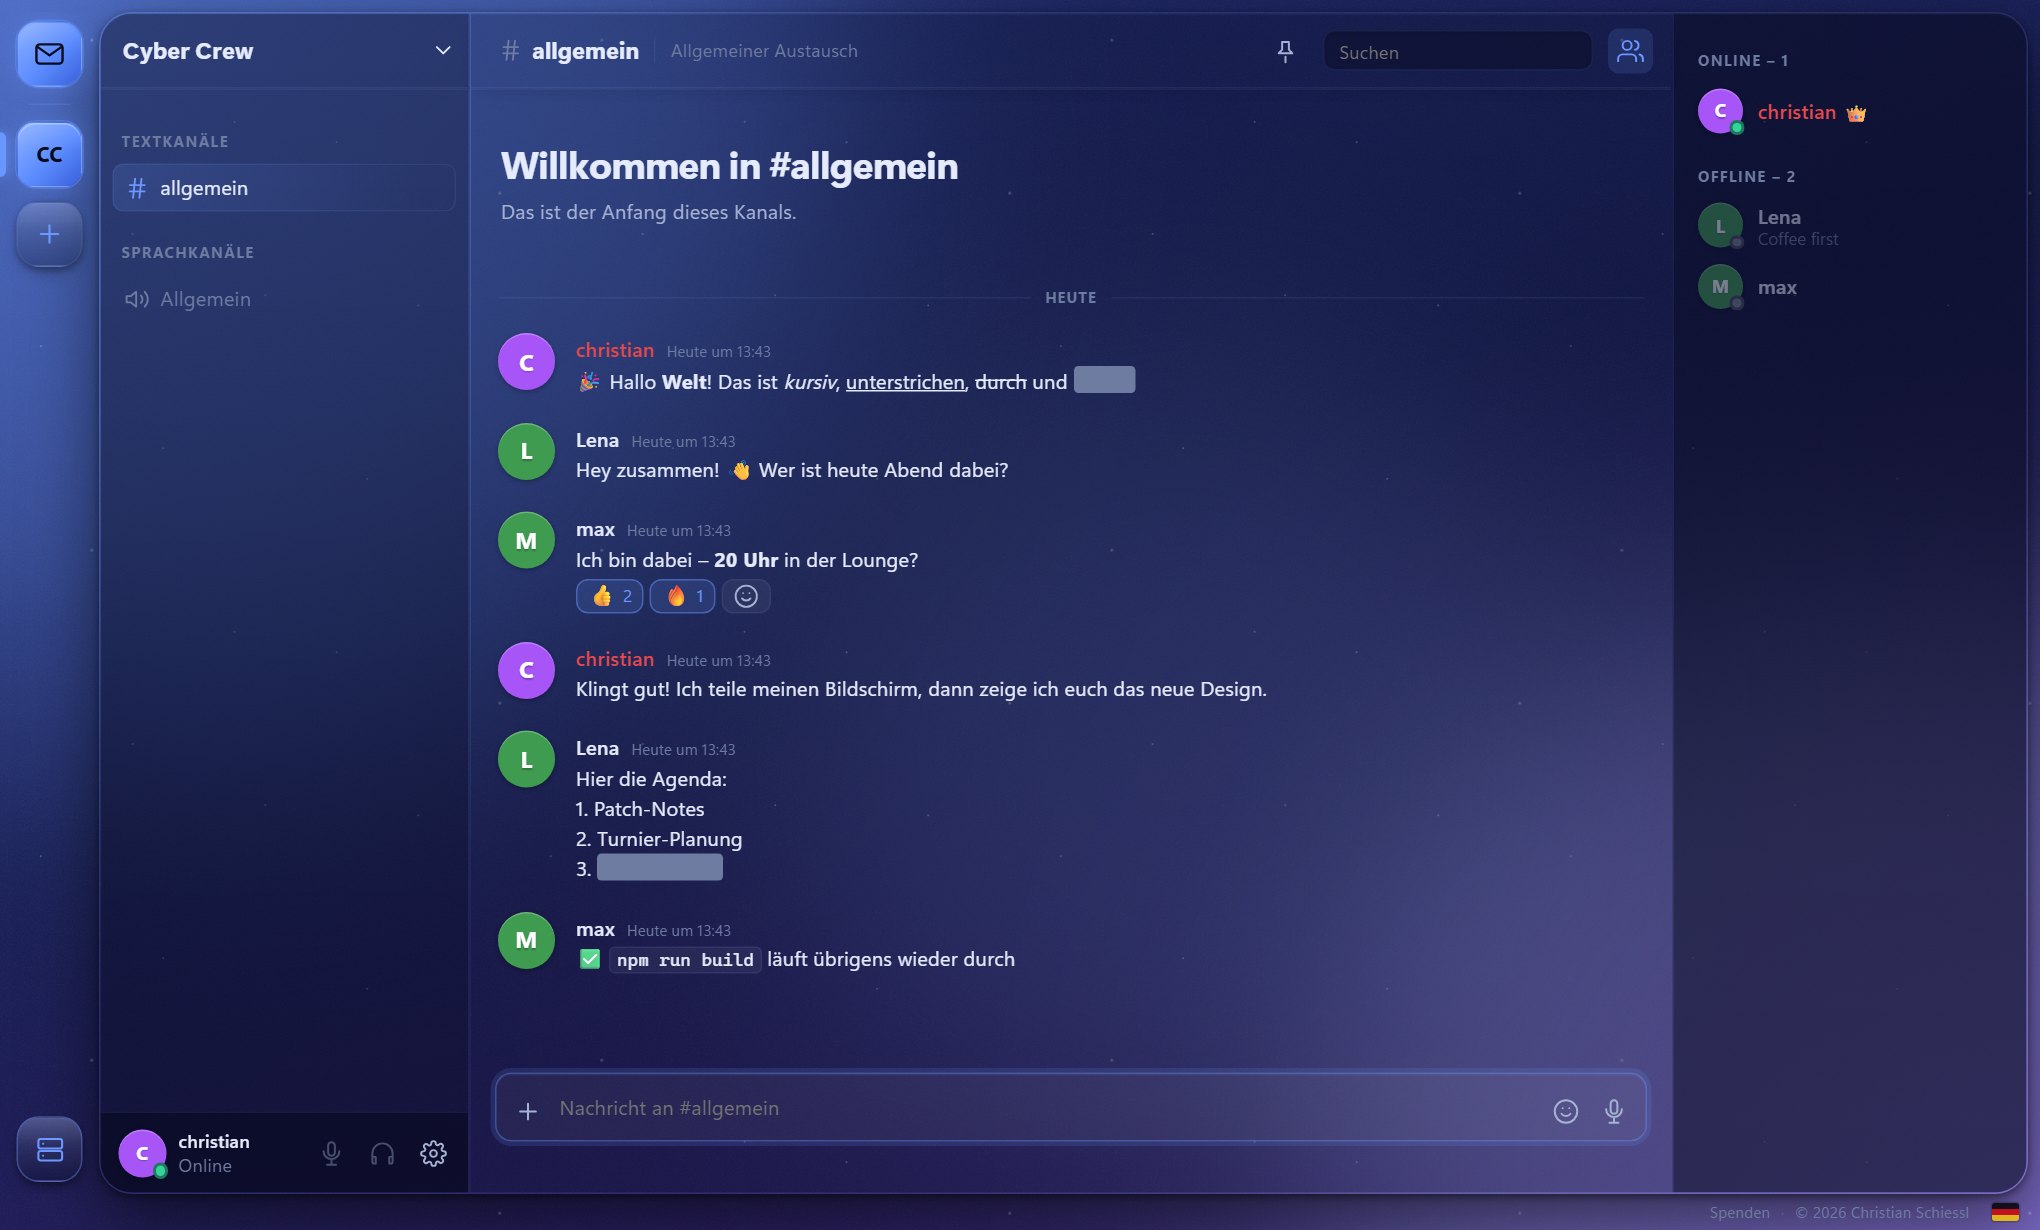 Cyber Crew
# allgemein
Allgemeiner Austausch
Suchen
CC
TEXTKANÄLE
# allgemein
SPRACHKANÄLE
Allgemein
christian
Online
Willkommen in #allgemein
Das ist der Anfang dieses Kanals.
HEUTE
C
christian Heute um 13:43
🎉 Hallo Welt! Das ist kursiv, unterstrichen, durch und
L
Lena Heute um 13:43
Hey zusammen! 👋 Wer ist heute Abend dabei?
M
max Heute um 13:43
Ich bin dabei – 20 Uhr in der Lounge?
👍 2 🔥 1
C
christian Heute um 13:43
Klingt gut! Ich teile meinen Bildschirm, dann zeige ich euch das neue Design.
L
Lena Heute um 13:43
Hier die Agenda:
1. Patch-Notes
2. Turnier-Planung
3.
M
max Heute um 13:43
✅ npm run build läuft übrigens wieder durch
Nachricht an #allgemein
C
ONLINE – 1
C
christian 👑
OFFLINE – 2
L
Lena
Coffee first
M
max
Spenden · © 2026 Christian Schiessl